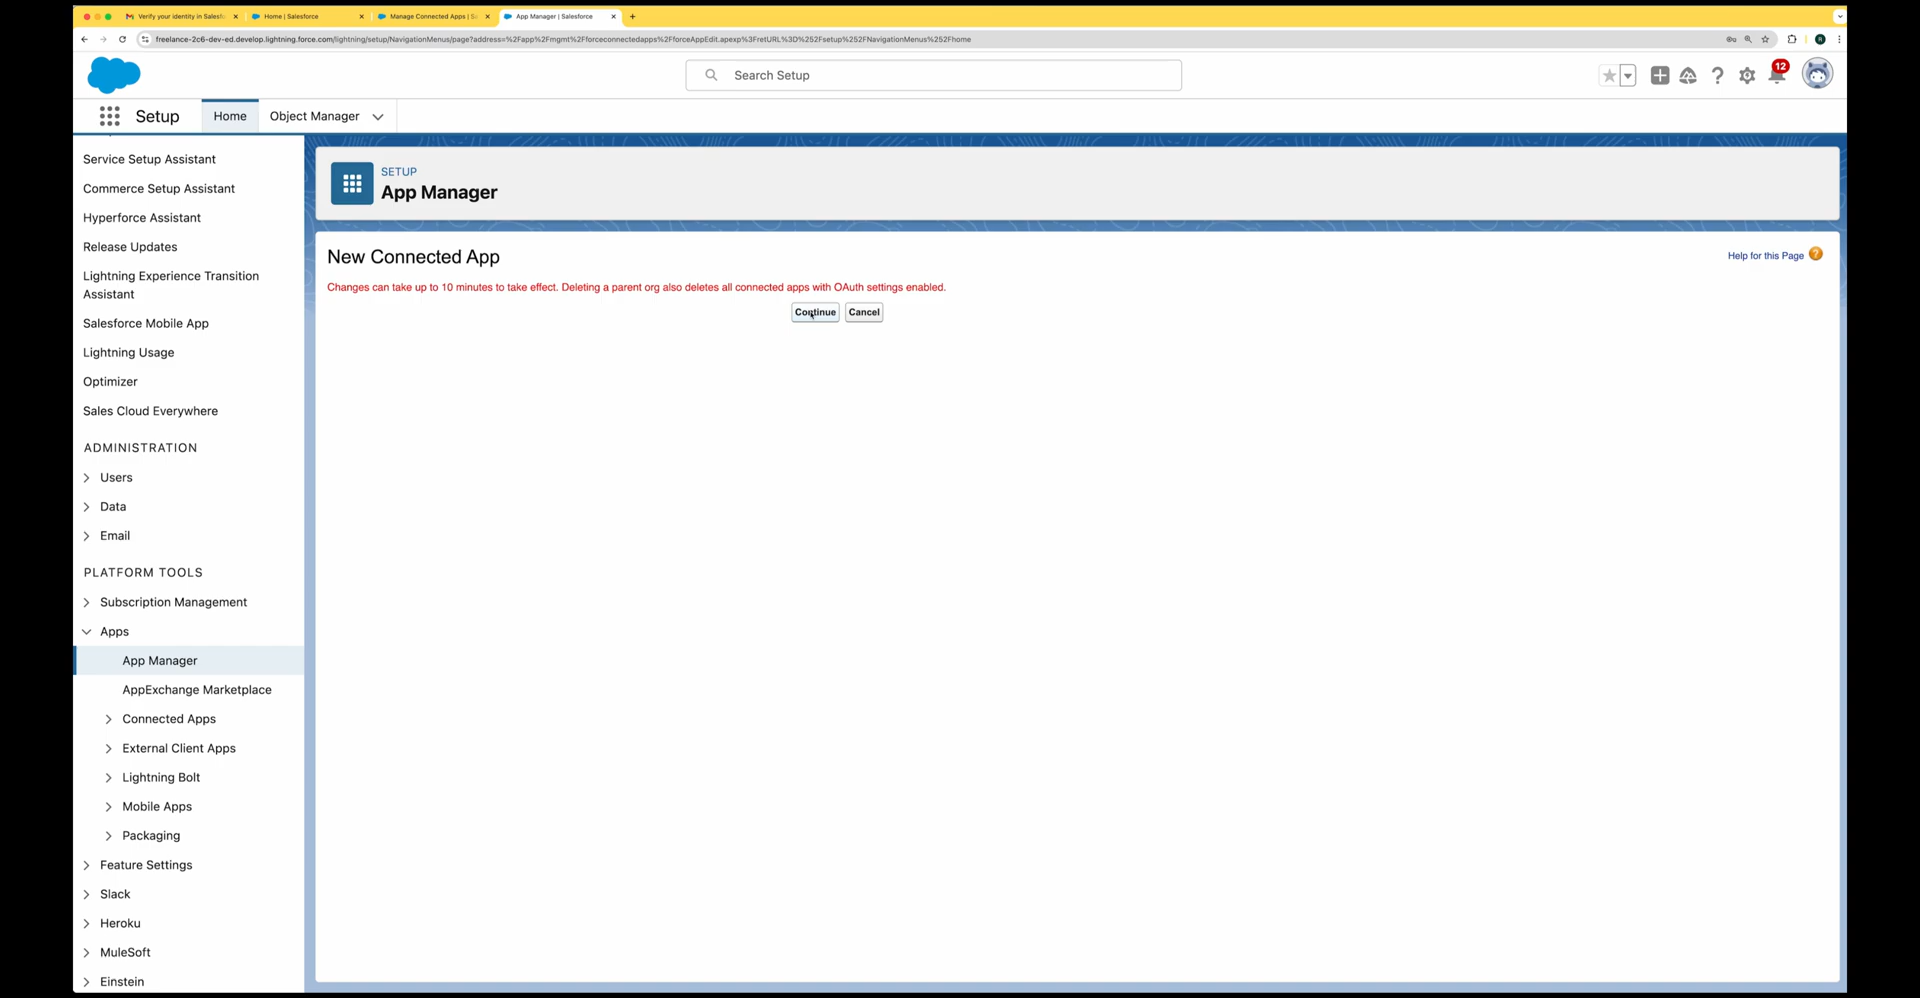 Verify your identity in Salesf
Home | Salesforce
Manage Connected Apps | S
App Manager | Salesforce
freelance-2c6-dev-ed.develop.lightning.force.com/lightning/setup/NavigationMenus/page?address=%2Fapp%2Fmgmt%2Fforceconnectedapps%2FforceAppEdit.apexp%3FretURL%3D%252Fsetup%252FNavigationMenus%252Fhome
Search Setup
12
Setup
Home
Object Manager
Service Setup Assistant
Commerce Setup Assistant
Hyperforce Assistant
Release Updates
Lightning Experience Transition
Assistant
Salesforce Mobile App
Lightning Usage
Optimizer
Sales Cloud Everywhere
ADMINISTRATION
Users
Data
Email
PLATFORM TOOLS
Subscription Management
Apps
App Manager
AppExchange Marketplace
Connected Apps
External Client Apps
Lightning Bolt
Mobile Apps
Packaging
Feature Settings
Slack
Heroku
MuleSoft
Einstein
SETUP
App Manager
New Connected App
Help for this Page ?
Changes can take up to 10 minutes to take effect. Deleting a parent org also deletes all connected apps with OAuth settings enabled.
Continue Cancel